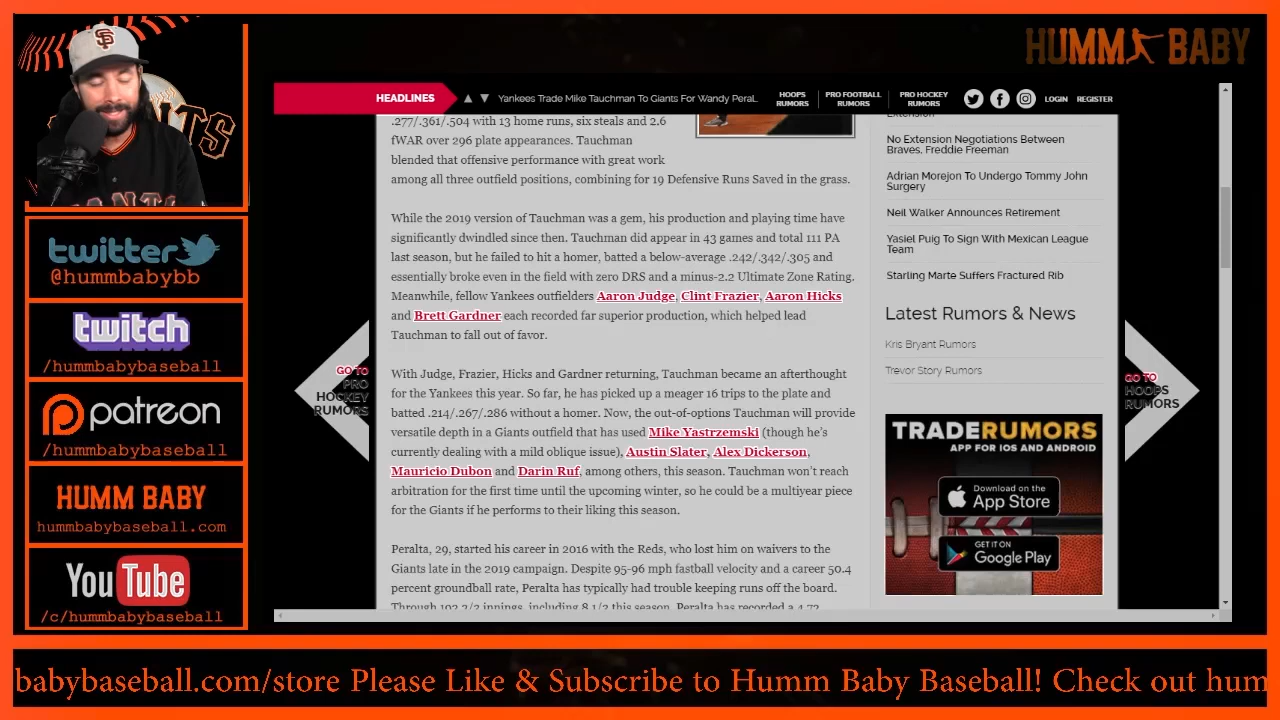 SF
HUMM BABY
HEADLINES
Yankees Trade Mike Tauchman To Giants For Wandy Peral...
HOOPS
RUMORS
PRO FOOTBALL
RUMORS
PRO HOCKEY
RUMORS
LOGIN
REGISTER
.277/.361/.504 with 13 home runs, six steals and 2.6
fWAR over 296 plate appearances. Tauchman
blended that offensive performance with great work
among all three outfield positions, combining for 19 Defensive Runs Saved in the grass.
While the 2019 version of Tauchman was a gem, his production and playing time have
significantly dwindled since then. Tauchman did appear in 43 games and total 111 PA
last season, but he failed to hit a homer, batted a below-average .242/.342/.305 and
essentially broke even in the field with zero DRS and a minus-2.2 Ultimate Zone Rating.
Meanwhile, fellow Yankees outfielders Aaron Judge, Clint Frazier, Aaron Hicks
and Brett Gardner each recorded far superior production, which helped lead
Tauchman to fall out of favor.
With Judge, Frazier, Hicks and Gardner returning, Tauchman became an afterthought
for the Yankees this year. So far, he has picked up a meager 16 trips to the plate and
batted .214/.267/.286 without a homer. Now, the out-of-options Tauchman will provide
versatile depth in a Giants outfield that has used Mike Yastrzemski (though he's
currently dealing with a mild oblique issue), Austin Slater, Alex Dickerson,
Mauricio Dubon and Darin Ruf, among others, this season. Tauchman won't reach
arbitration for the first time until the upcoming winter, so he could be a multiyear piece
for the Giants if he performs to their liking this season.
Peralta, 29, started his career in 2016 with the Reds, who lost him on waivers to the
Giants late in the 2019 campaign. Despite 95-96 mph fastball velocity and a career 50.4
percent groundball rate, Peralta has typically had trouble keeping runs off the board.
Through 102 2/3 innings, including 8 1/3 this season, Peralta has recorded a 4.72
Extension
No Extension Negotiations Between
Braves, Freddie Freeman
Adrian Morejon To Undergo Tommy John
Surgery
Neil Walker Announces Retirement
Yasiel Puig To Sign With Mexican League
Team
Starling Marte Suffers Fractured Rib
Latest Rumors & News
Kris Bryant Rumors
Trevor Story Rumors
TRADERUMORS
APP FOR IOS AND ANDROID
Download on the
App Store
GET IT ON
Google Play
GO TO
PRO
HOCKEY
RUMORS
GO TO
HOOPS
RUMORS
twitter
@hummbabybb
twitch
/hummbabybaseball
patreon
/hummbabybaseball
HUMM BABY
hummbabybaseball.com
YouTube
/c/hummbabybaseball
babybaseball.com/store Please Like & Subscribe to Humm Baby Baseball! Check out hum